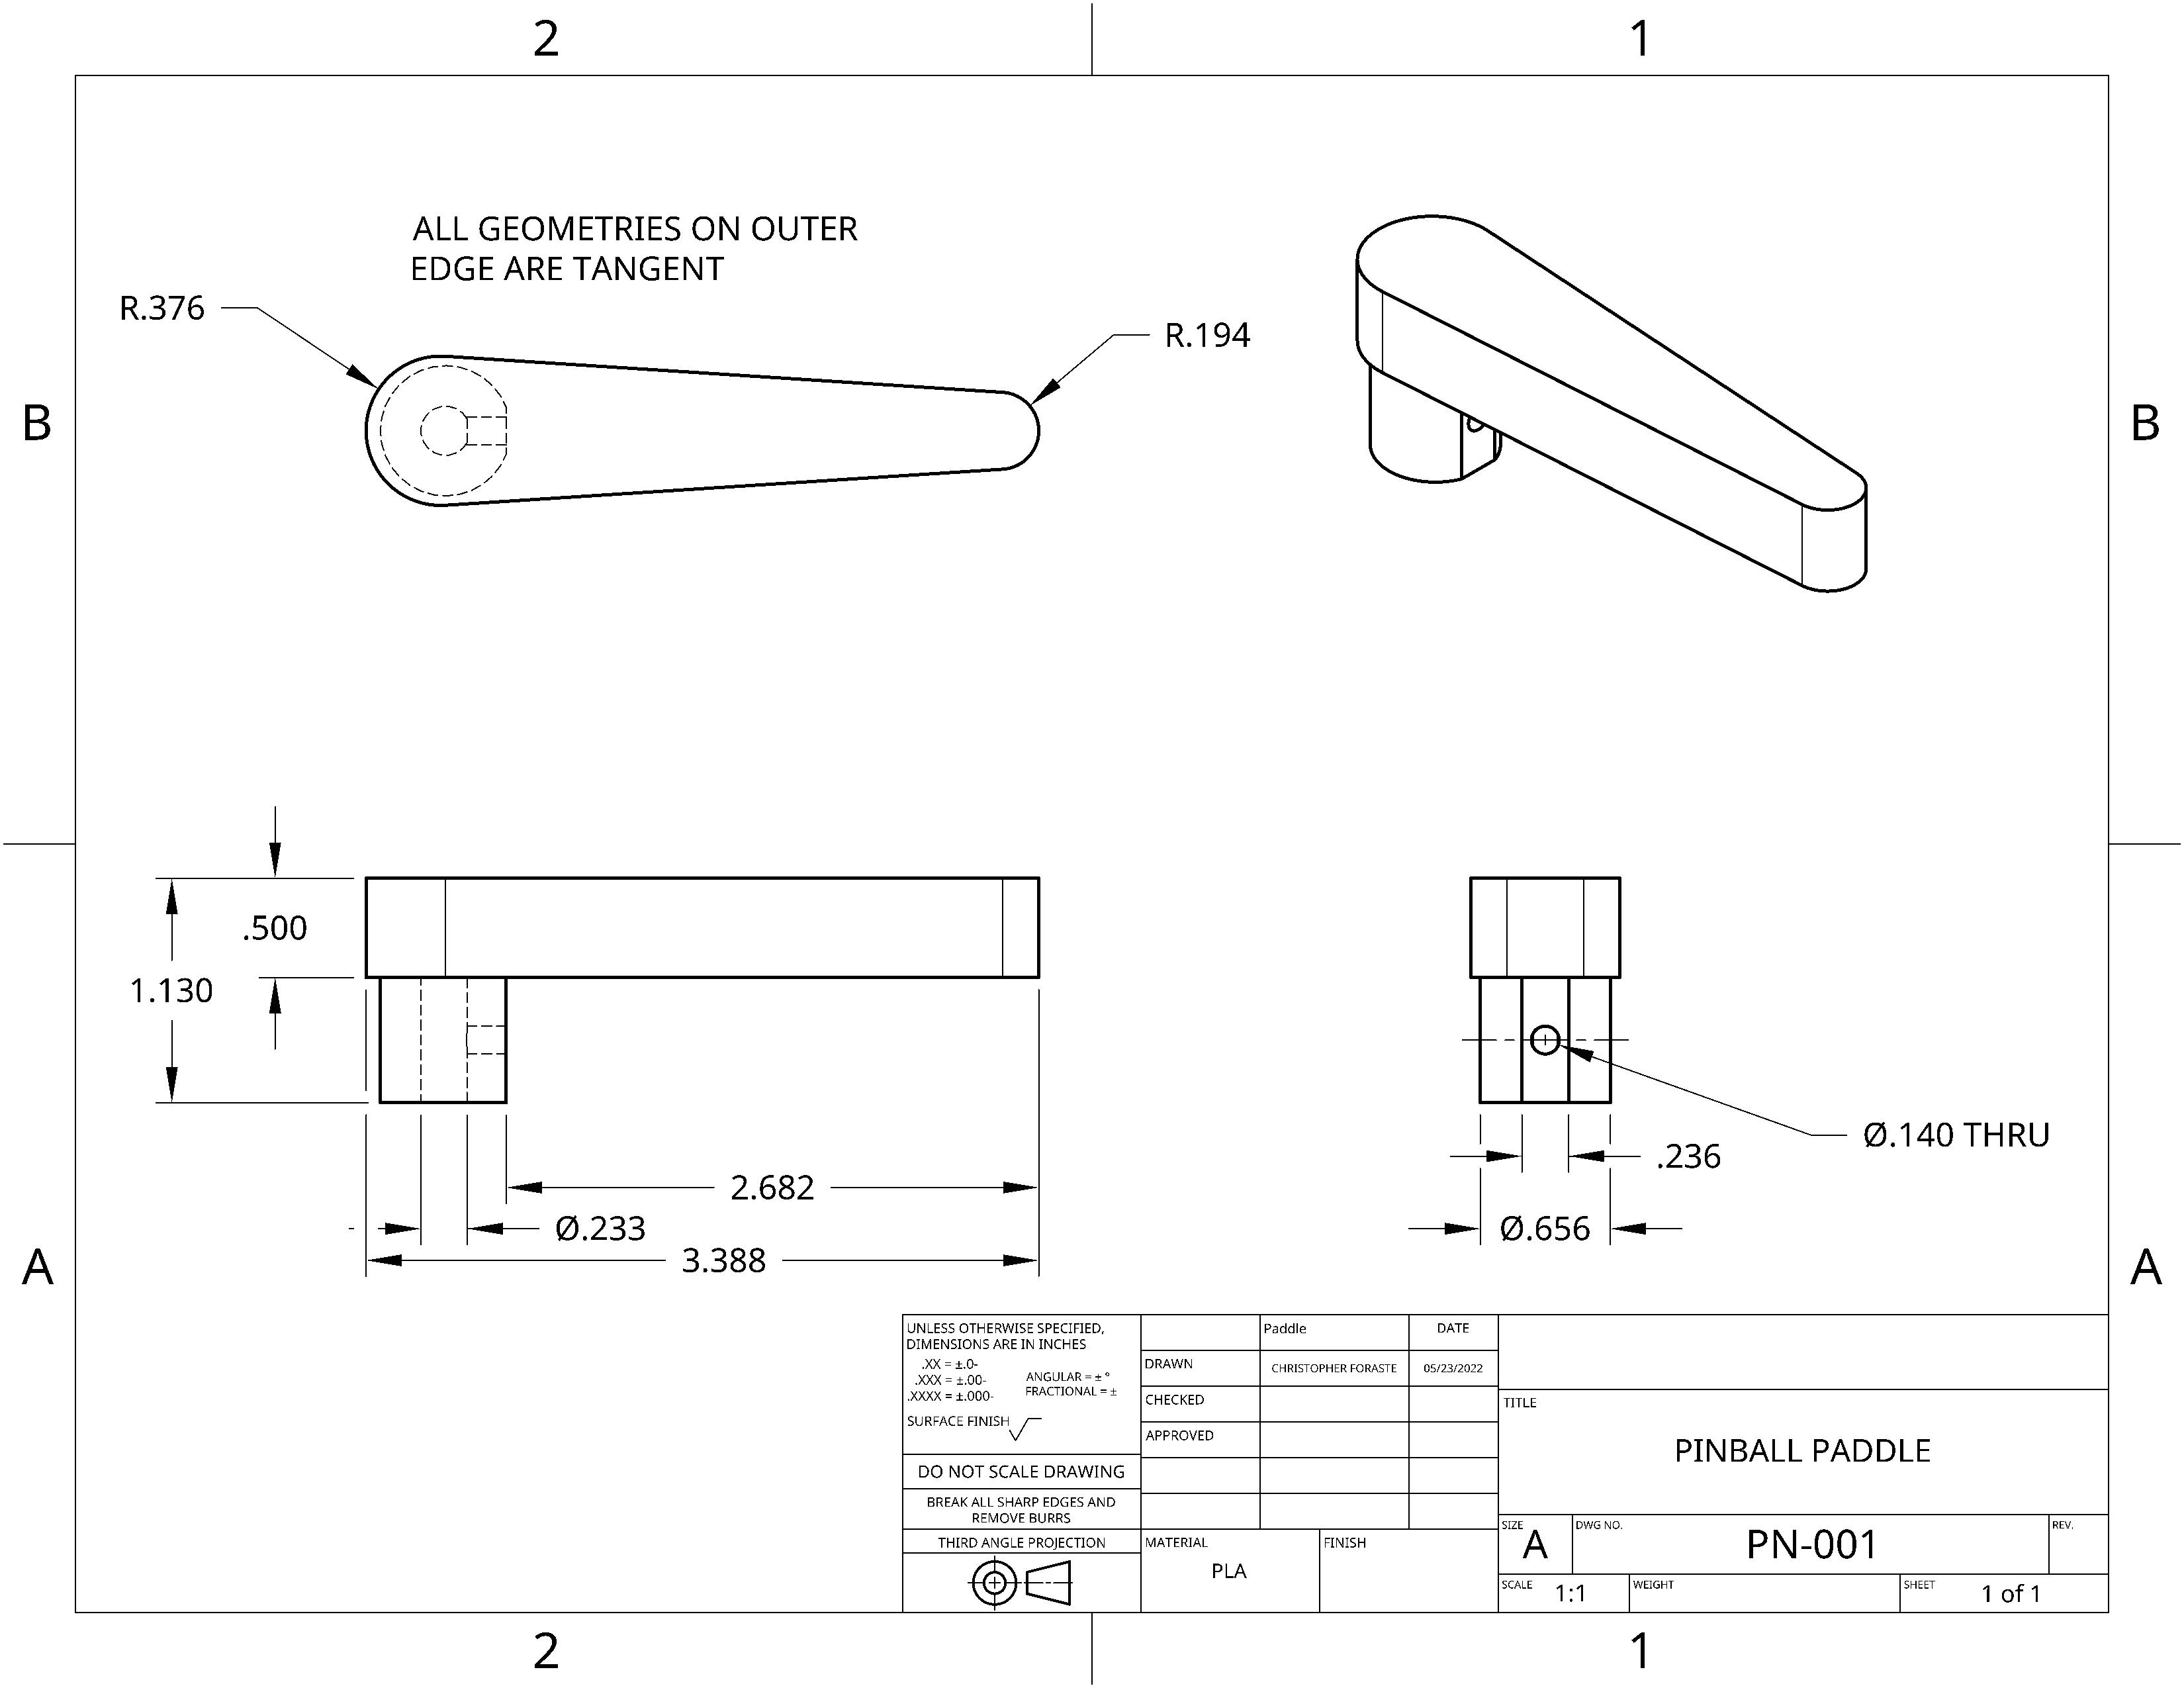 2
1
B
B
A
A
2
1
ALL GEOMETRIES ON OUTER
EDGE ARE TANGENT
R.376
R.194
.500
1.130
2.682
Ø.233
3.388
Ø.140 THRU
.236
Ø.656
UNLESS OTHERWISE SPECIFIED,
DIMENSIONS ARE IN INCHES
.XX = ±.0-
.XXX = ±.00-
.XXXX = ±.000-
ANGULAR = ± °
FRACTIONAL = ±
SURFACE FINISH
DO NOT SCALE DRAWING
BREAK ALL SHARP EDGES AND
REMOVE BURRS
THIRD ANGLE PROJECTION
Paddle
DATE
DRAWN
CHRISTOPHER FORASTE
05/23/2022
CHECKED
APPROVED
MATERIAL
PLA
FINISH
TITLE
PINBALL PADDLE
SIZE
A
DWG NO.
PN-001
REV.
SCALE
1:1
WEIGHT
SHEET
1 of 1